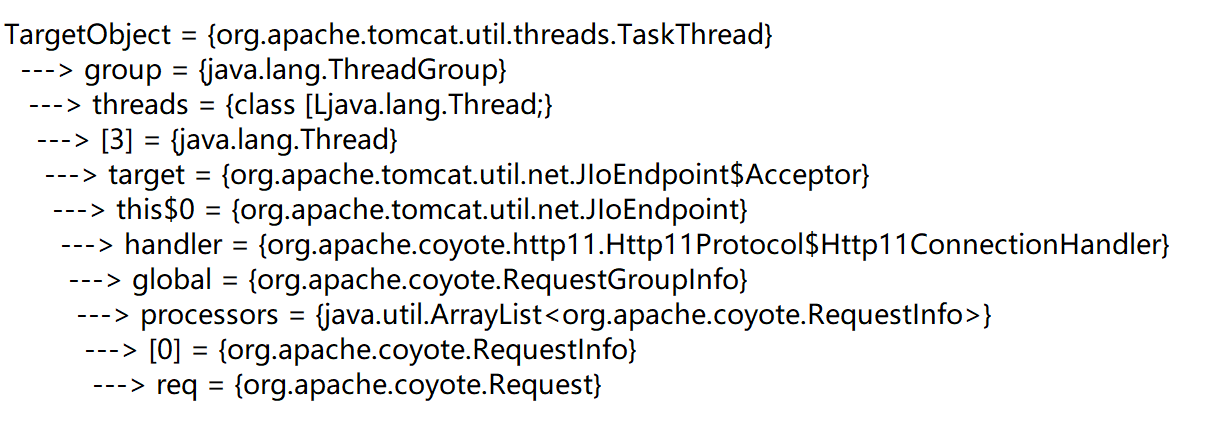 TargetObject = {org.apache.tomcat.util.threads.TaskThread}
---> group = {java.lang.ThreadGroup}
---> threads = {class [Ljava.lang.Thread;}
---> [3] = {java.lang.Thread}
---> target = {org.apache.tomcat.util.net.JIoEndpoint$Acceptor}
---> this$0 = {org.apache.tomcat.util.net.JIoEndpoint}
---> handler = {org.apache.coyote.http11.Http11Protocol$Http11ConnectionHandler}
---> global = {org.apache.coyote.RequestGroupInfo}
---> processors = {java.util.ArrayList<org.apache.coyote.RequestInfo>}
---> [0] = {org.apache.coyote.RequestInfo}
---> req = {org.apache.coyote.Request}